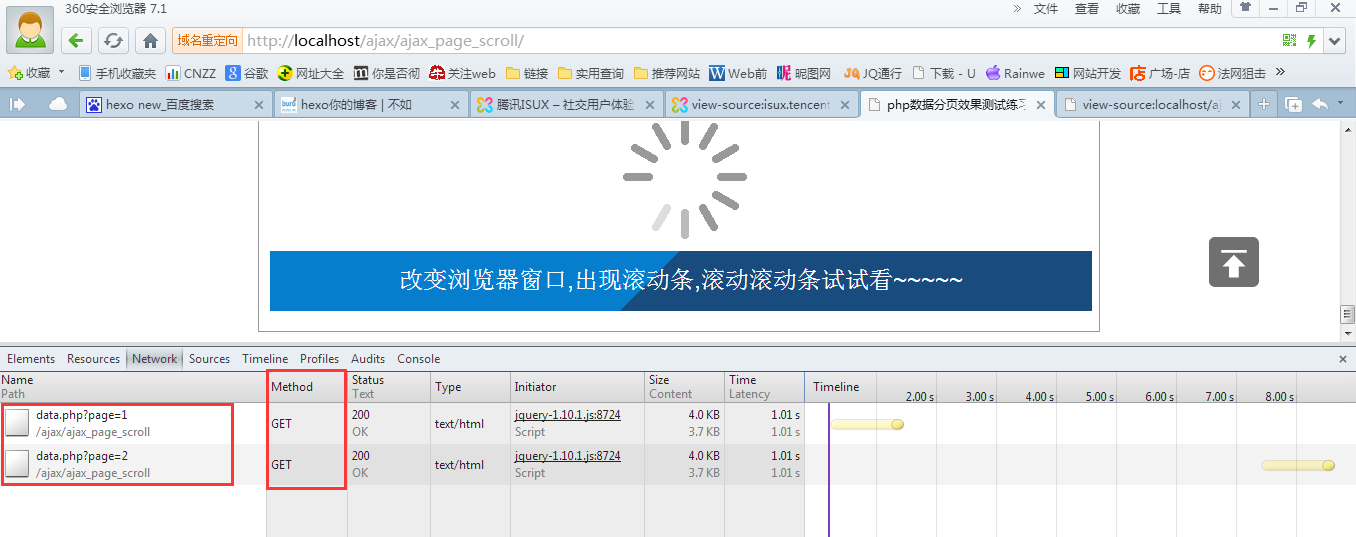 360安全浏览器 7.1
» 文件 查看 收藏 工具 帮助
域名重定向 http://localhost/ajax/ajax_page_scroll/
收藏 手机收藏夹 CNZZ 谷歌 网址大全 你是否彻 关注web 链接 实用查询 推荐网站 Web前 昵图网 JQ通行 下载 - U Rainwe 网站开发 广场-店 法网狙击 »
hexo new_百度搜索 hexo你的博客 | 不如 腾讯ISUX – 社交用户体验 view-source:isux.tencent php数据分页效果测试练习 view-source:localhost/aj
改变浏览器窗口,出现滚动条,滚动滚动条试试看~~~~~
Elements Resources Network Sources Timeline Profiles Audits Console
Name Method Status Type Initiator Size Time Timeline
Path Text Content Latency 2.00 s 3.00 s 4.00 s 5.00 s 6.00 s 7.00 s 8.00 s
data.php?page=1 GET 200 text/html jquery-1.10.1.js:8724 4.0 KB 1.01 s
/ajax/ajax_page_scroll OK Script 3.7 KB 1.01 s
data.php?page=2 GET 200 text/html jquery-1.10.1.js:8724 4.0 KB 1.01 s
/ajax/ajax_page_scroll OK Script 3.7 KB 1.01 s